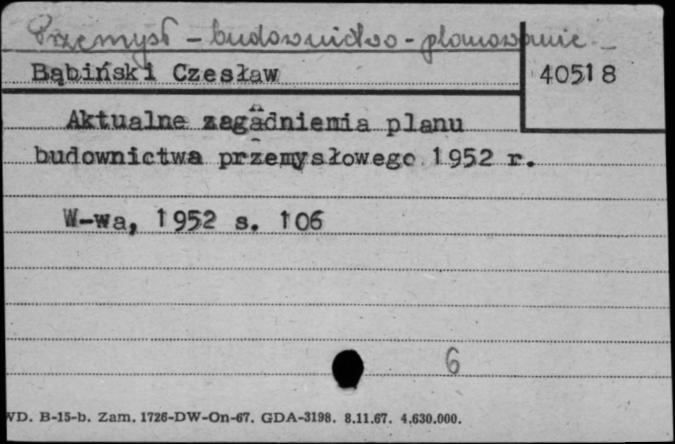 Przemysł - budownictwo - planowanie
Bąbiński Czesław
40518
Aktualne zagadnienia planu
budownictwa przemysłowego 1952 r.
W-wa, 1952 s. 106
6
WD. B-15-b. Zam. 1726-DW-On-67. GDA-3198. 8.11.67. 4.630.000.